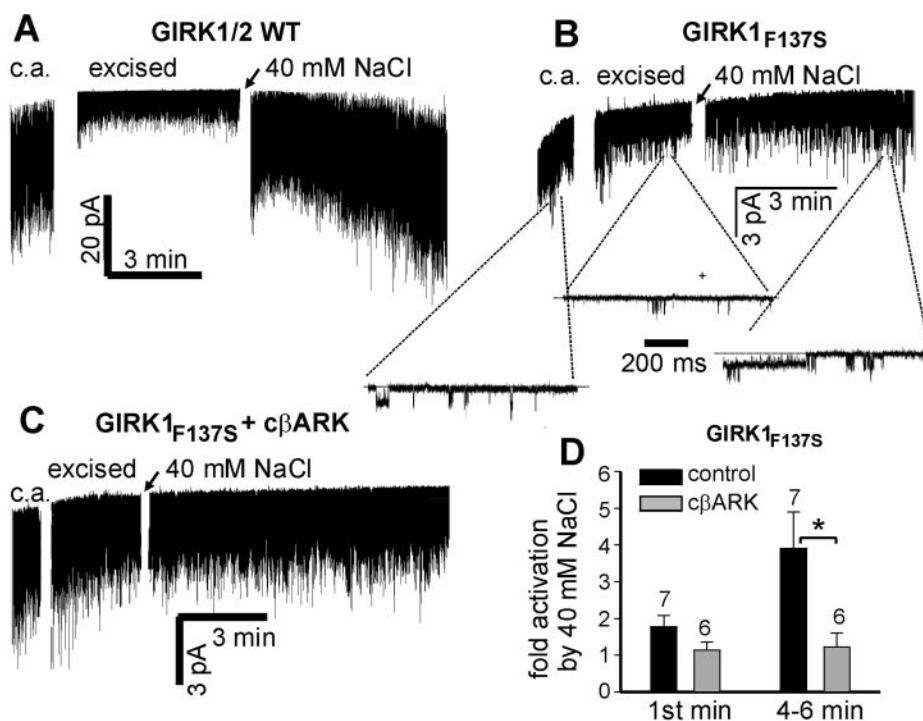 A
GIRK1/2 WT
c.a.
excised
40 mM NaCl
20 pA
3 min
B
GIRK1F137S
c.a.
excised
40 mM NaCl
3 pA
3 min
+
200 ms
C
GIRK1F137S + cβARK
c.a.
excised
40 mM NaCl
3 pA
3 min
D
GIRK1F137S
control
cβARK
fold activation
by 40 mM NaCl
6
5
4
3
2
1
0
7
6
7
6
*
1st min
4-6 min